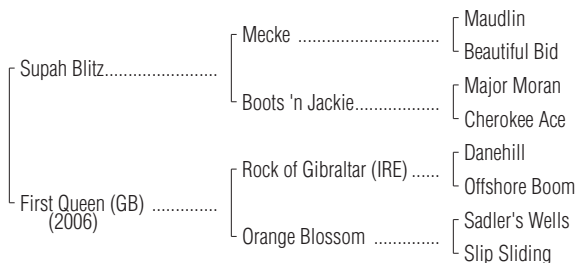 Maudlin
Mecke ..............................
Beautiful Bid
Supah Blitz........................
Major Moran
Boots 'n Jackie..................
Cherokee Ace
Danehill
Rock of Gibraltar (IRE) ......
Offshore Boom
First Queen (GB) ..............
(2006)
Sadler's Wells
Orange Blossom ..............
Slip Sliding